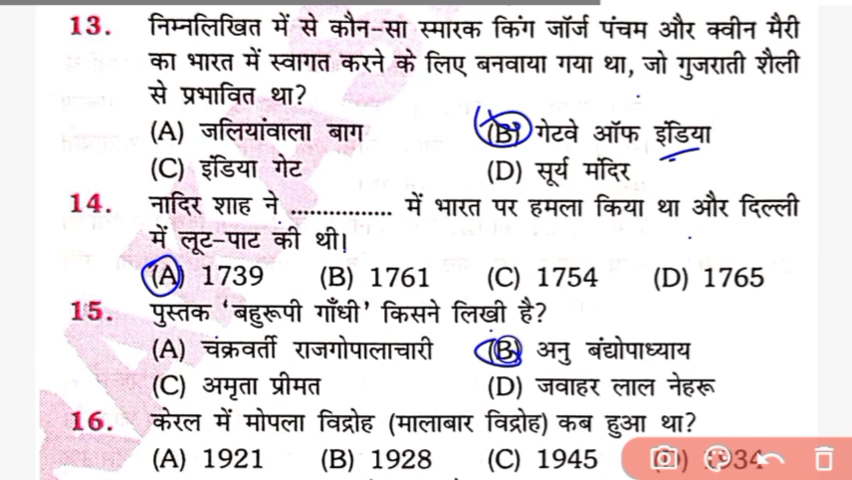 13. निम्नलिखित में से कौन-सा स्मारक किंग जॉर्ज पंचम और क्वीन मैरी
का भारत में स्वागत करने के लिए बनवाया गया था, जो गुजराती शैली
से प्रभावित था?
(A) जलियांवाला बाग (B) गेटवे ऑफ इंडिया
(C) इंडिया गेट (D) सूर्य मंदिर
14. नादिर शाह ने ................ में भारत पर हमला किया था और दिल्ली
में लूट-पाट की थी।
(A) 1739 (B) 1761 (C) 1754 (D) 1765
15. पुस्तक ‘बहुरूपी गाँधी’ किसने लिखी है?
(A) चक्रवर्ती राजगोपालाचारी (B) अनु बंद्योपाध्याय
(C) अमृता प्रीमत (D) जवाहर लाल नेहरू
16. केरल में मोपला विद्रोह (मालाबार विद्रोह) कब हुआ था?
(A) 1921 (B) 1928 (C) 1945 (D) 1934